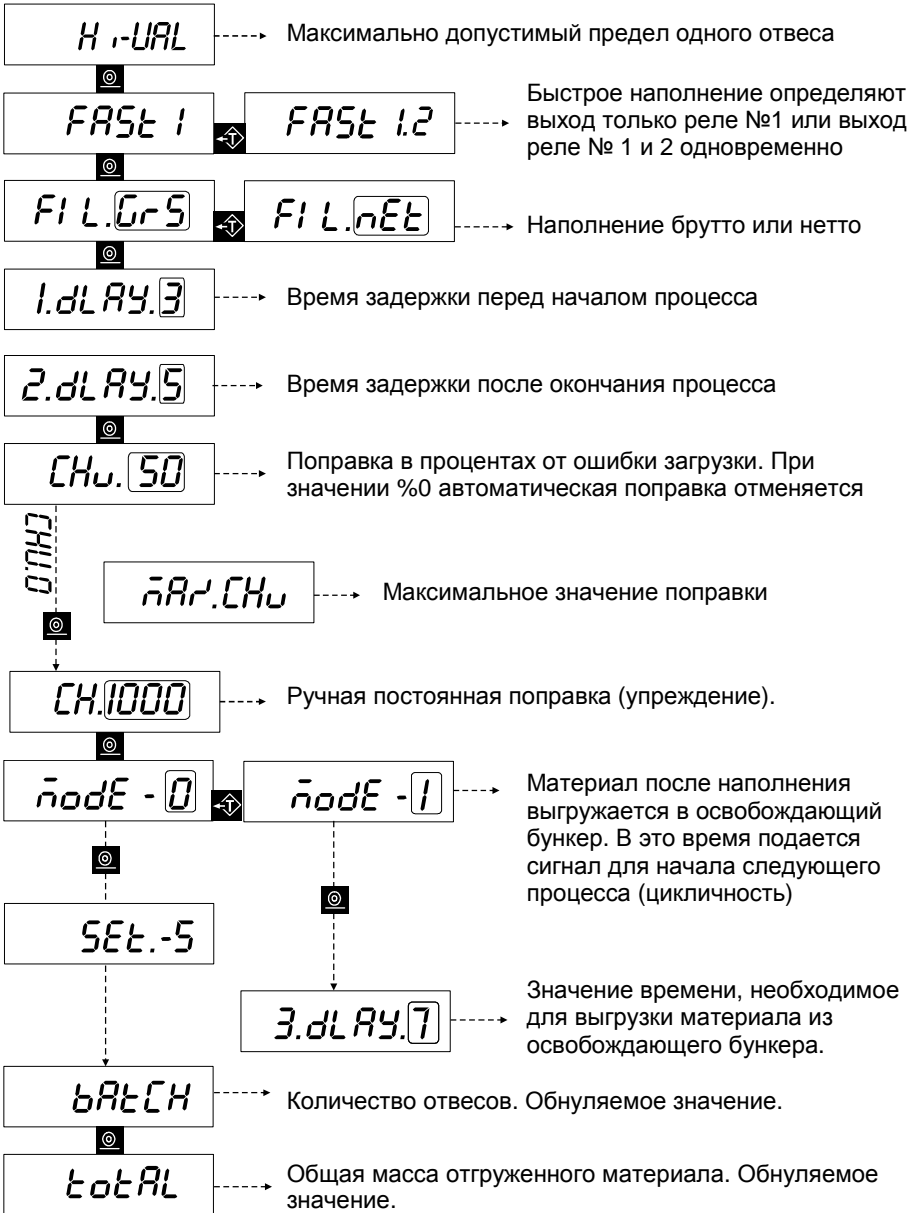 Hi-VAL
Максимально допустимый предел одного отвеса
FASt 1
T
FASt 1.2
Быстрое наполнение определяют
выход только реле №1 или выход
реле № 1 и 2 одновременно
FIL.GrS
T
FIL.nEt
Наполнение брутто или нетто
1.dLAY.3
Время задержки перед началом процесса
2.dLAY.5
Время задержки после окончания процесса
CHu. 50
Поправка в процентах от ошибки загрузки. При
значении %0 автоматическая поправка отменяется
CHU.0
Максимальное значение поправки
CH.1000
Ручная постоянная поправка (упреждение).
modE - 0
T
modE - 1
Материал после наполнения
выгружается в освобождающий
бункер. В это время подается
сигнал для начала следующего
процесса (цикличность)
SEt.-S
3.dLAY.7
Значение времени, необходимое
для выгрузки материала из
освобождающего бункера.
bAtCH
Количество отвесов. Обнуляемое значение.
totAL
Общая масса отгруженного материала. Обнуляемое
значение.